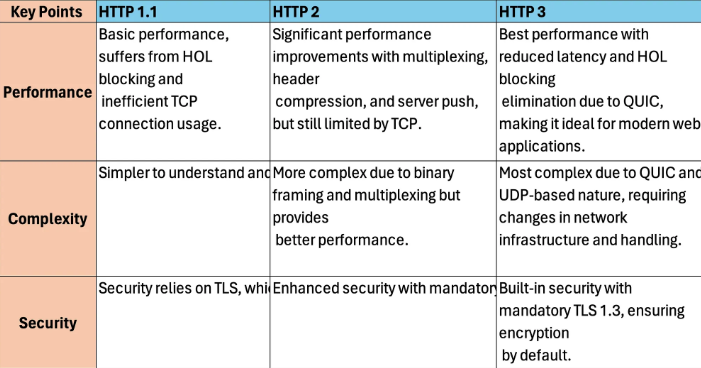 Key Points HTTP 1.1 HTTP 2 HTTP 3
Performance
Basic performance,
suffers from HOL
blocking and
inefficient TCP
connection usage.
Significant performance
improvements with multiplexing,
header
compression, and server push,
but still limited by TCP.
Best performance with
reduced latency and HOL
blocking
elimination due to QUIC,
making it ideal for modern web
applications.
Complexity
Simpler to understand and
More complex due to binary
framing and multiplexing but
provides
better performance.
Most complex due to QUIC and
UDP-based nature, requiring
changes in network
infrastructure and handling.
Security
Security relies on TLS,
Enhanced security with mandatory
Built-in security with
mandatory TLS 1.3, ensuring
encryption
by default.